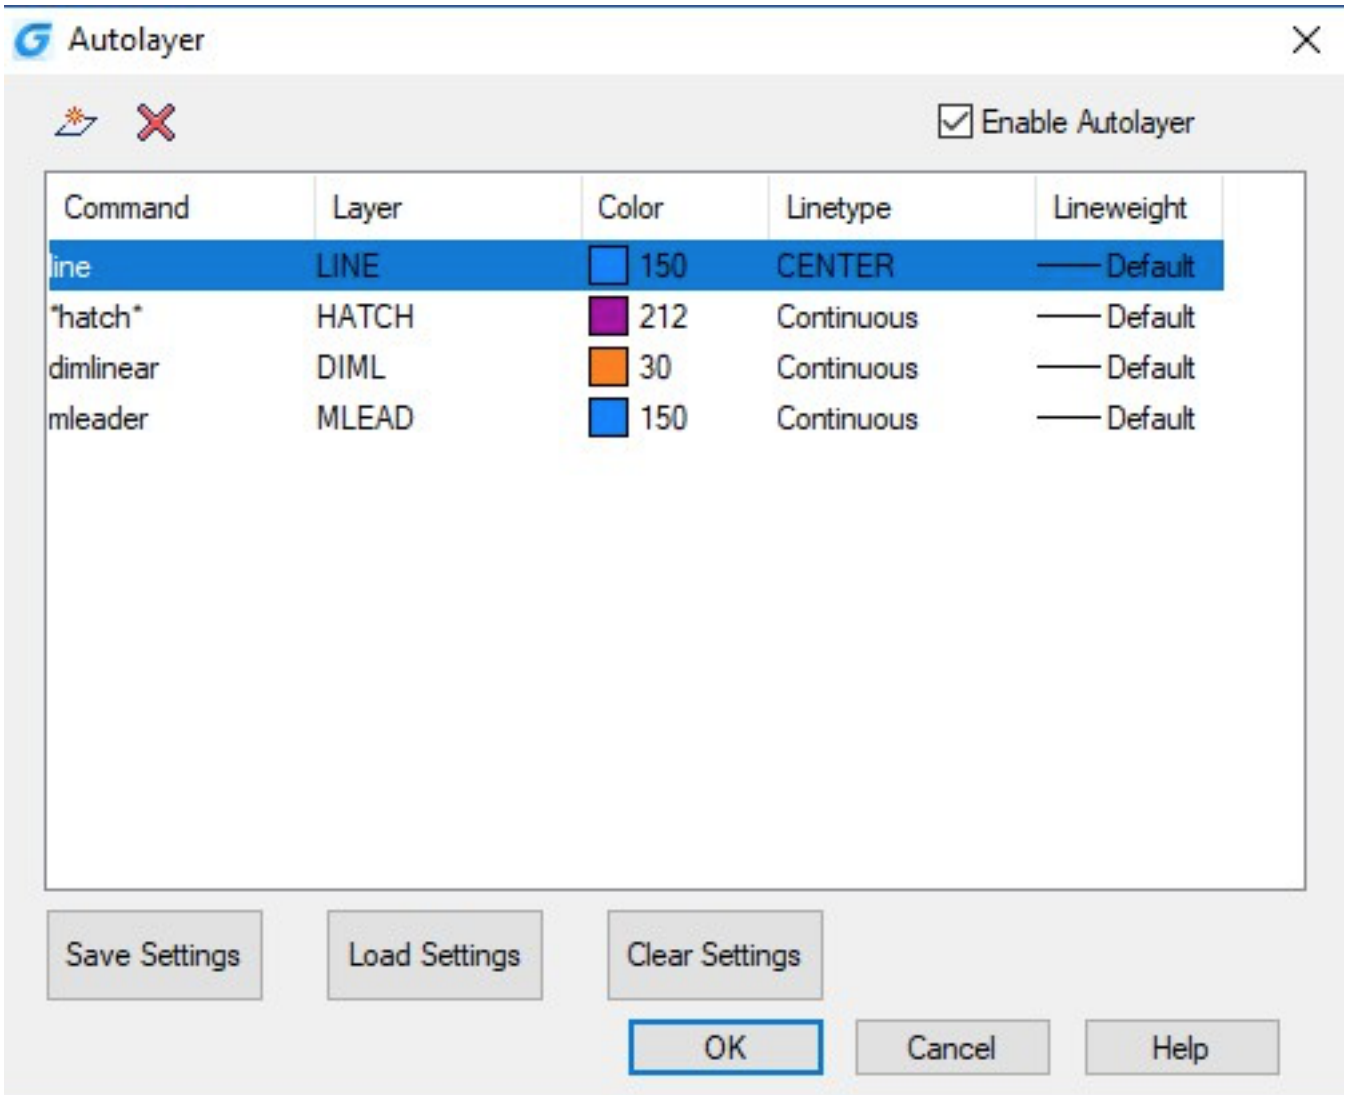 Autolayer
Enable Autolayer
Command Layer Color Linetype Lineweight
line LINE 150 CENTER Default
*hatch* HATCH 212 Continuous Default
dimlinear DIML 30 Continuous Default
mleader MLEAD 150 Continuous Default
Save Settings Load Settings Clear Settings
OK Cancel Help